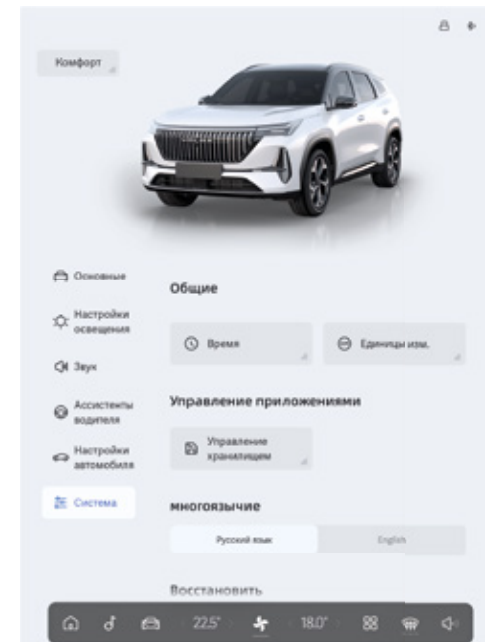 Комфорт
Основные
Настройки
освещения
Звук
Ассистенты
водителя
Настройки
автомобиля
Система
Общие
Время
Единицы изм.
Управление приложениями
Управление
хранилищем
многоязычие
Русский язык
English
Восстановить
22.5°
18.0°